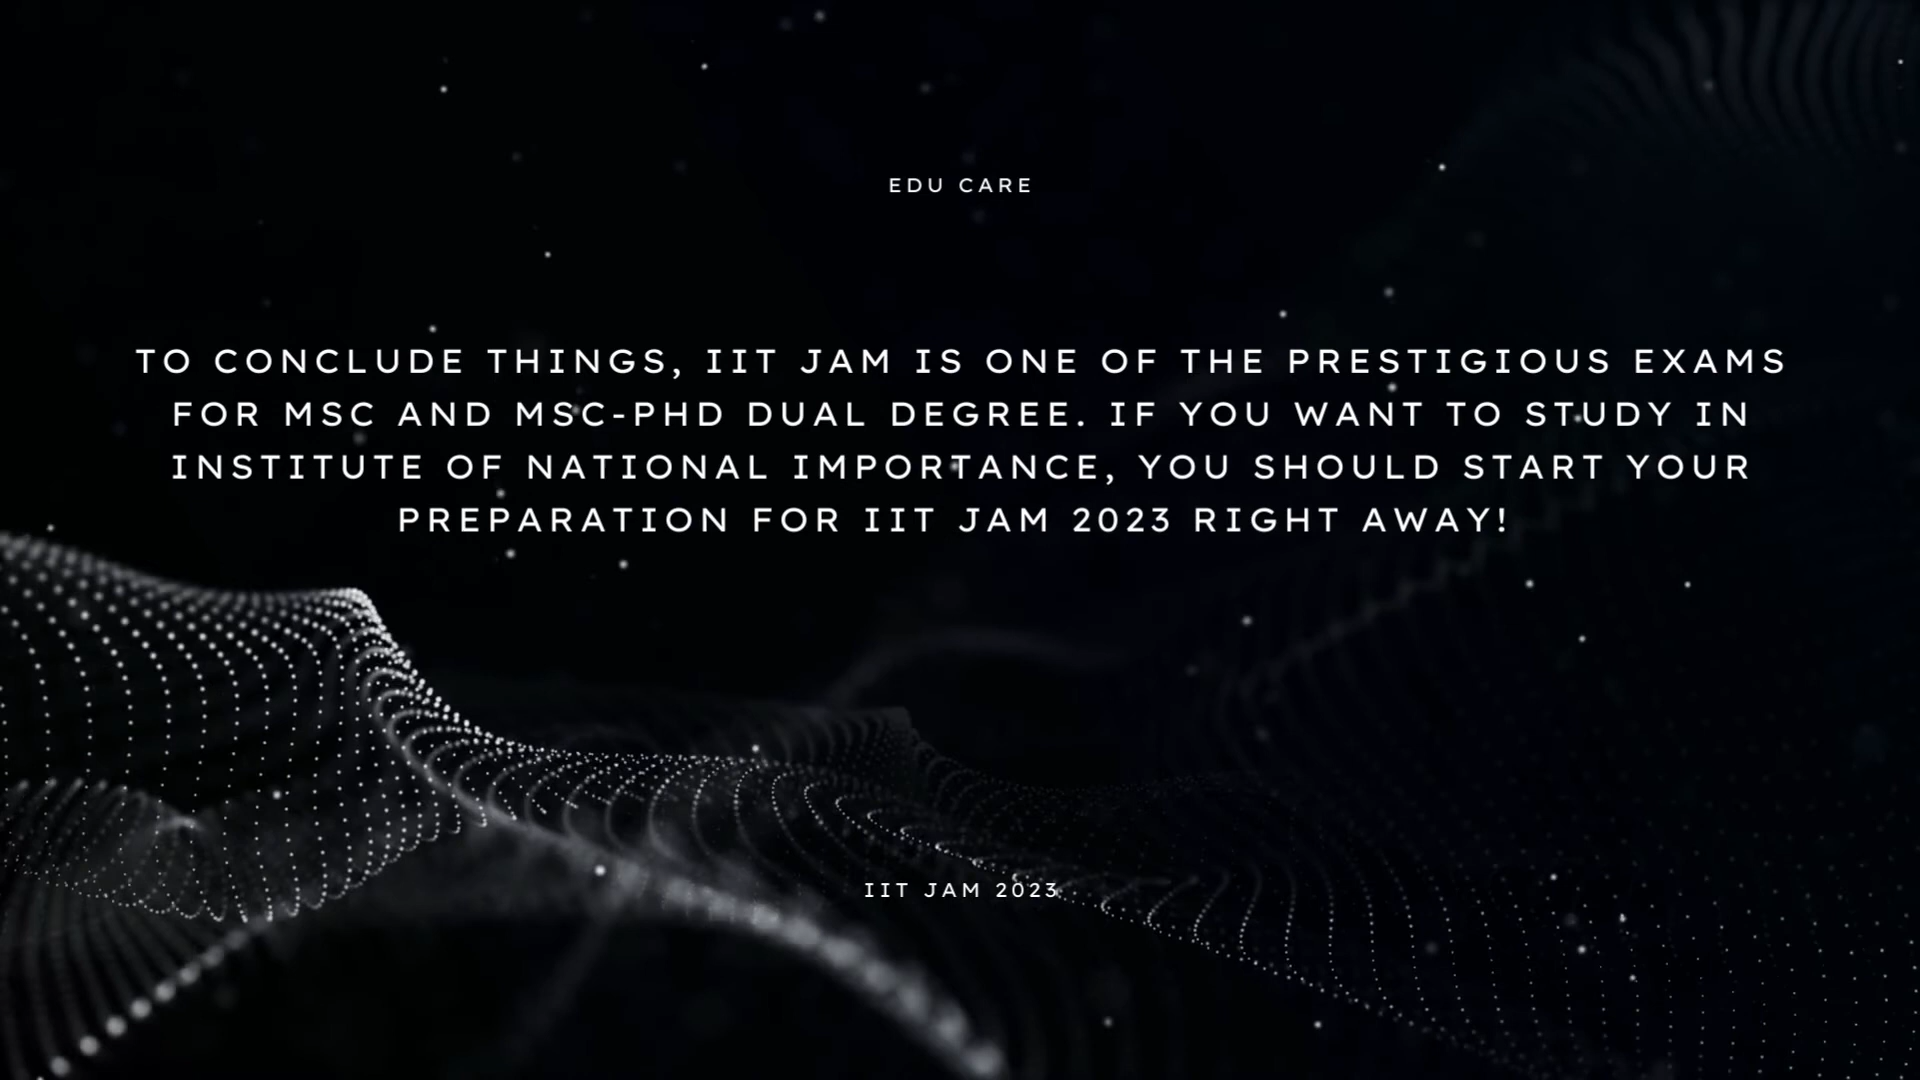 EDU CARE
TO CONCLUDE THINGS, IIT JAM IS ONE OF THE PRESTIGIOUS EXAMS
FOR MSC AND MSC-PHD DUAL DEGREE. IF YOU WANT TO STUDY IN
INSTITUTE OF NATIONAL IMPORTANCE, YOU SHOULD START YOUR
PREPARATION FOR IIT JAM 2023 RIGHT AWAY!
IIT JAM 2023